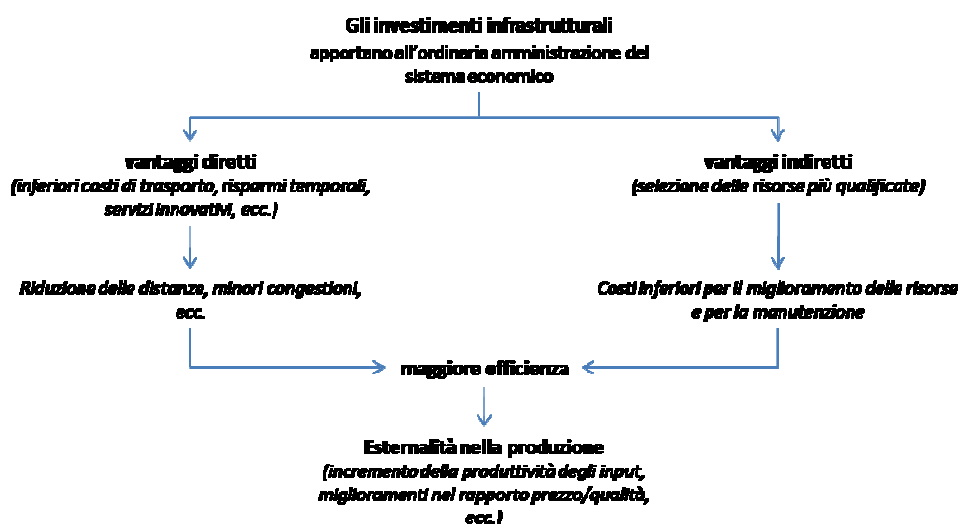 Gli investimenti infrastrutturali
apportano all'ordinaria amministrazione del
sistema economico
vantaggi diretti
(inferiori costi di trasporto, risparmi temporali,
servizi innovativi, ecc.)
vantaggi indiretti
(selezione delle risorse più qualificate)
Riduzione delle distanze, minori congestioni,
ecc.
Costi inferiori per il miglioramento delle risorse
e per la manutenzione
maggiore efficienza
Esternalità nella produzione
(incremento della produttività degli input,
miglioramenti nel rapporto prezzo/qualità,
ecc.)